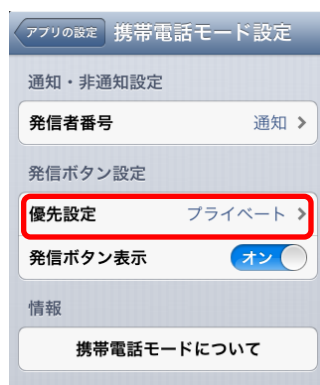 アプリの設定 携帯電話モード設定
通知・非通知設定
発信者番号 通知
発信ボタン設定
優先設定 プライベート
発信ボタン表示 オン
情報
携帯電話モードについて